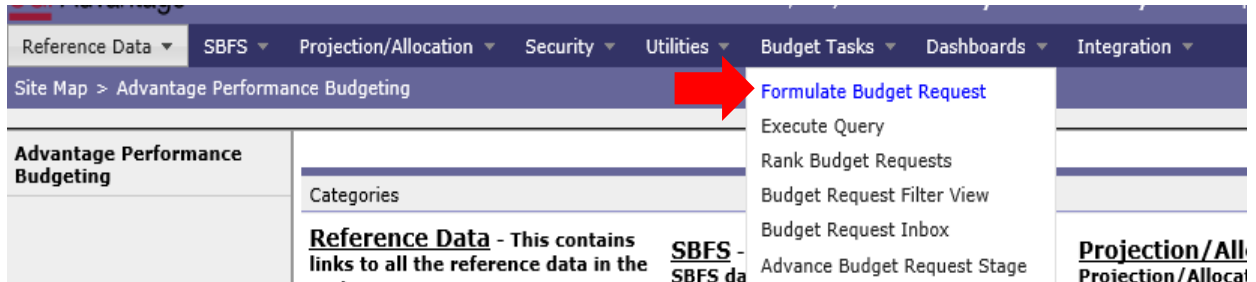 Advantage
Reference Data SBFS Projection/Allocation Security Utilities Budget Tasks Dashboards Integration
Site Map > Advantage Performance Budgeting
Formulate Budget Request
Execute Query
Rank Budget Requests
Budget Request Filter View
Budget Request Inbox
Advance Budget Request Stage
Advantage Performance
Budgeting
Categories
Reference Data - This contains
links to all the reference data in the
SBFS -
SBFS da
Projection/All
Projection/Allocat